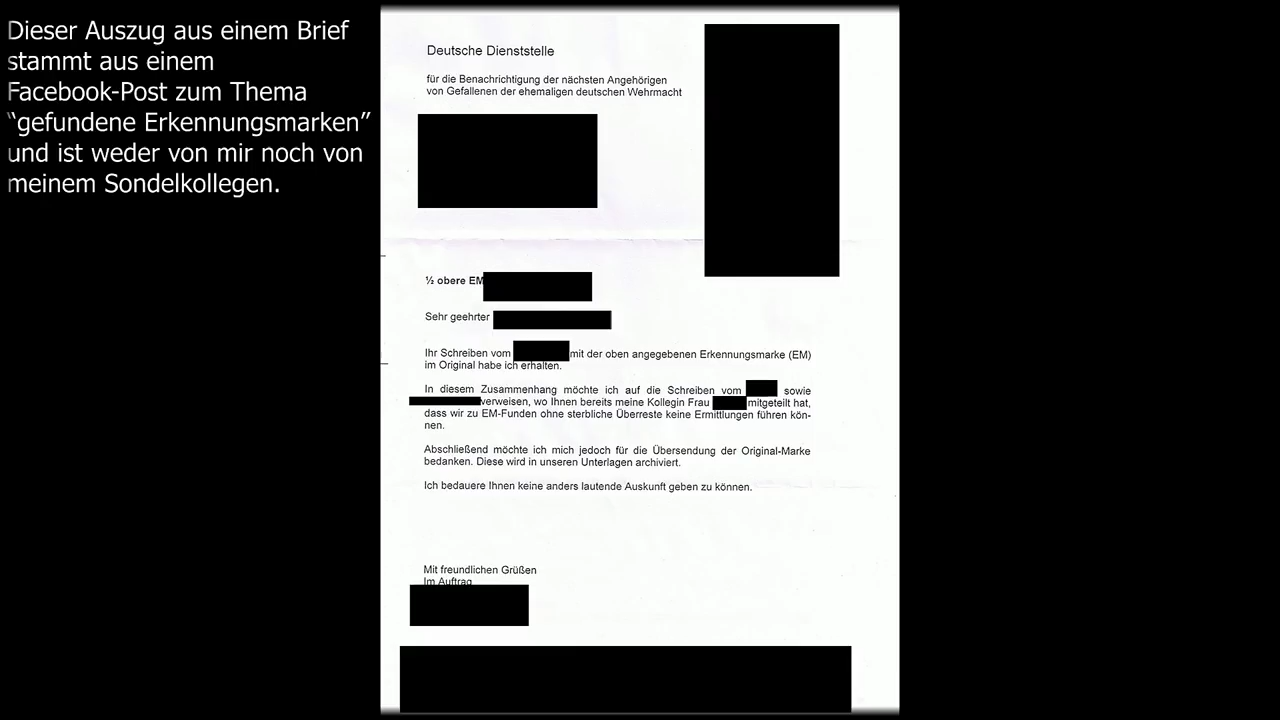 Dieser Auszug aus einem Brief
stammt aus einem
Facebook-Post zum Thema
“gefundene Erkennungsmarken”
und ist weder von mir noch von
meinem Sondelkollegen.
Deutsche Dienststelle
für die Benachrichtigung der nächsten Angehörigen
von Gefallenen der ehemaligen deutschen Wehrmacht
½ obere EM
Sehr geehrter
Ihr Schreiben vom mit der oben angegebenen Erkennungsmarke (EM)
im Original habe ich erhalten.
In diesem Zusammenhang möchte ich auf die Schreiben vom sowie
verweisen, wo Ihnen bereits meine Kollegin Frau mitgeteilt hat,
dass wir zu EM-Funden ohne sterbliche Überreste keine Ermittlungen führen kön-
nen.
Abschließend möchte ich mich jedoch für die Übersendung der Original-Marke
bedanken. Diese wird in unseren Unterlagen archiviert.
Ich bedauere Ihnen keine anders lautende Auskunft geben zu können.
Mit freundlichen Grüßen
Im Auftrag